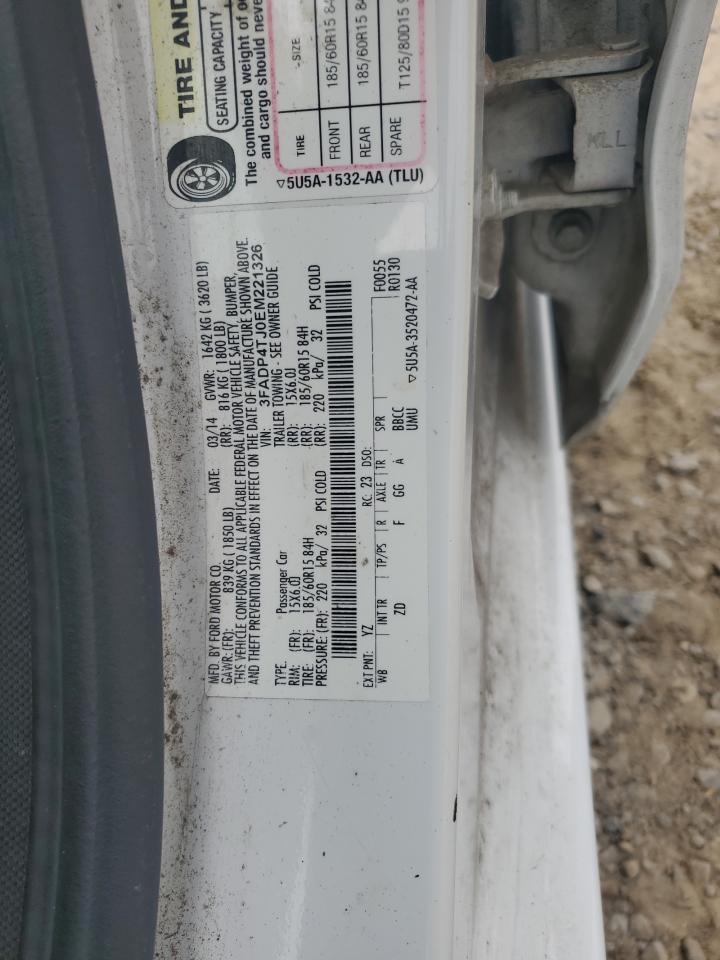 TIRE AND
SEATING CAPACITY
The combined weight of oc
and cargo should never
TIRE SIZE
FRONT 185/60R15 84
REAR 185/60R15 84
SPARE T125/80D15 9
5U5A-1532-AA (TLU)
MFD. BY FORD MOTOR CO.
DATE: 03/14 GVWR: 1642 KG ( 3620 LB)
GAWR: (FR): 839 KG ( 1850 LB) (RR): 816 KG ( 1800 LB)
THIS VEHICLE CONFORMS TO ALL APPLICABLE FEDERAL MOTOR VEHICLE SAFETY, BUMPER,
AND THEFT PREVENTION STANDARDS IN EFFECT ON THE DATE OF MANUFACTURE SHOWN ABOVE.
VIN: 3FADP4TJ0EM221326
TYPE: Passenger Car TRAILER TOWING - SEE OWNER GUIDE
RIM: (FR): 15X6.0J (RR): 15X6.0J
TIRE: (FR): 185/60R15 84H (RR): 185/60R15 84H
PRESSURE: (FR): 220 kPa/ 32 PSI COLD (RR): 220 kPa/ 32 PSI COLD
F0055
EXT PNT: YZ RC: 23 DSO: R0130
WB INT TR TP/PS R AXLE TR SPR
ZD F GG A BBCC
UMU
5U5A-3520472-AA